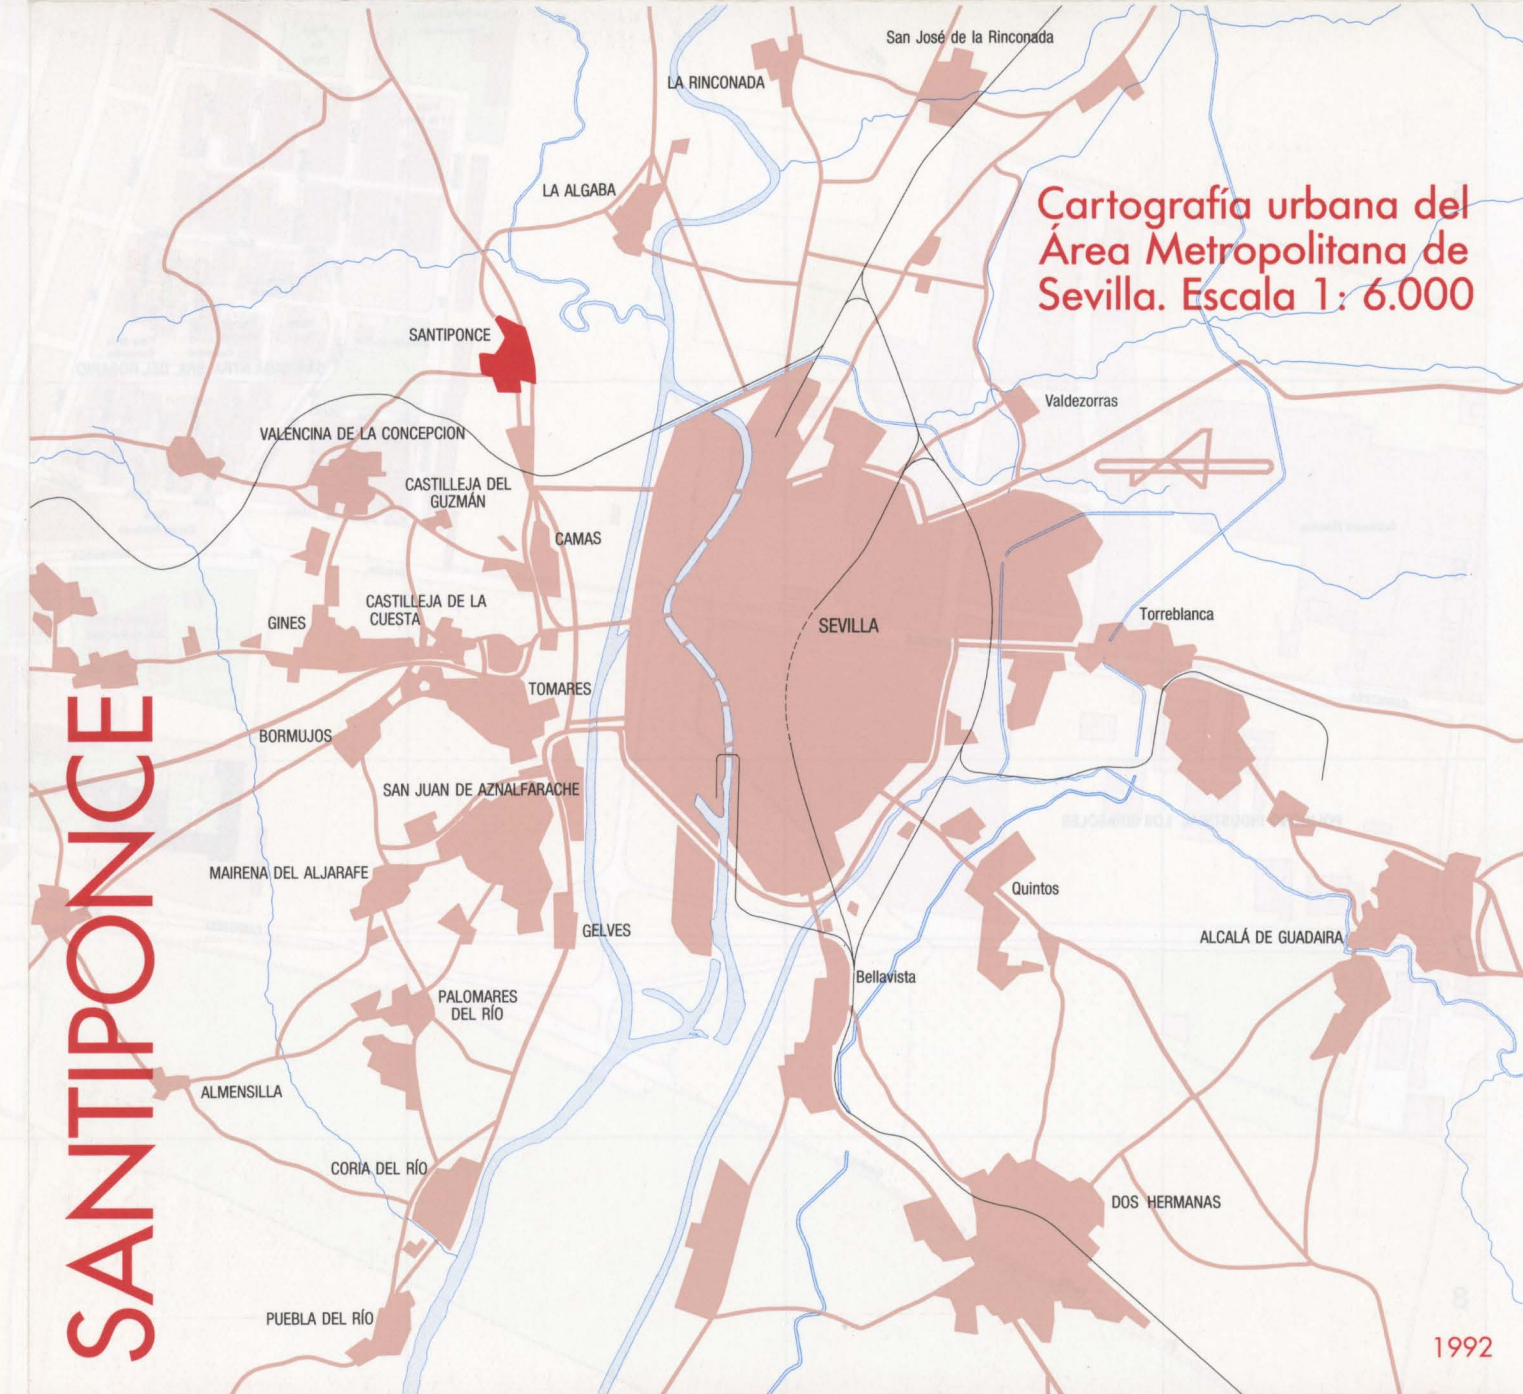 San José de la Rinconada
LA RINCONADA
LA ALGABA
Cartografía urbana del
Área Metropolitana de
Sevilla. Escala 1: 6.000
SANTIPONCE
Valdezorras
VALENCINA DE LA CONCEPCION
CASTILLEJA DEL
GUZMÁN
CAMAS
CASTILLEJA DE LA
CUESTA
GINES
SEVILLA
Torreblanca
TOMARES
BORMUJOS
SAN JUAN DE AZNALFARACHE
MAIRENA DEL ALJARAFE
Quintos
GELVES
ALCALÁ DE GUADAIRA
Bellavista
PALOMARES
DEL RÍO
ALMENSILLA
CORIA DEL RÍO
DOS HERMANAS
PUEBLA DEL RÍO
SANTIPONCE
1992